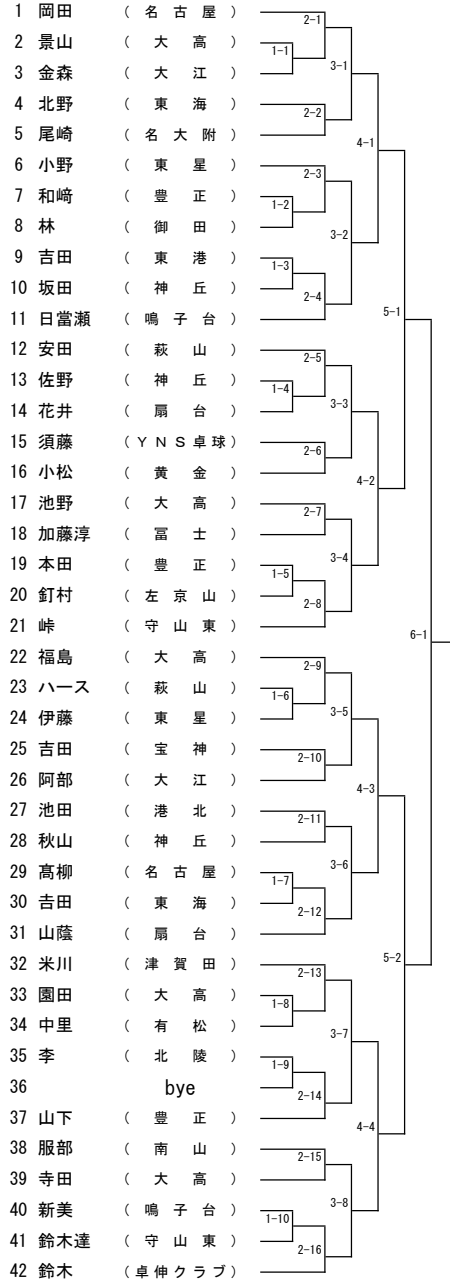 1 岡田 （名古屋）
2 景山 （大高）
3 金森 （大江）
4 北野 （東海）
5 尾崎 （名大附）
6 小野 （東星）
7 和﨑 （豊正）
8 林 （御田）
9 吉田 （東港）
10 坂田 （神丘）
11 日當瀬 （鳴子台）
12 安田 （萩山）
13 佐野 （神丘）
14 花井 （扇台）
15 須藤 （ＹＮＳ卓球）
16 小松 （黄金）
17 池野 （大高）
18 加藤淳 （冨士）
19 本田 （豊正）
20 釘村 （左京山）
21 峠 （守山東）
22 福島 （大高）
23 ハース （萩山）
24 伊藤 （東星）
25 吉田 （宝神）
26 阿部 （大江）
27 池田 （港北）
28 秋山 （神丘）
29 髙柳 （名古屋）
30 𠮷田 （東海）
31 山蔭 （扇台）
32 米川 （津賀田）
33 園田 （大高）
34 中里 （有松）
35 李 （北陵）
36 bye
37 山下 （豊正）
38 服部 （南山）
39 寺田 （大高）
40 新美 （鳴子台）
41 鈴木達 （守山東）
42 鈴木 （卓伸クラブ）
1-1
1-2
1-3
1-4
1-5
1-6
1-7
1-8
1-9
1-10
2-1
2-2
2-3
2-4
2-5
2-6
2-7
2-8
2-9
2-10
2-11
2-12
2-13
2-14
2-15
2-16
3-1
3-2
3-3
3-4
3-5
3-6
3-7
3-8
4-1
4-2
4-3
4-4
5-1
5-2
6-1